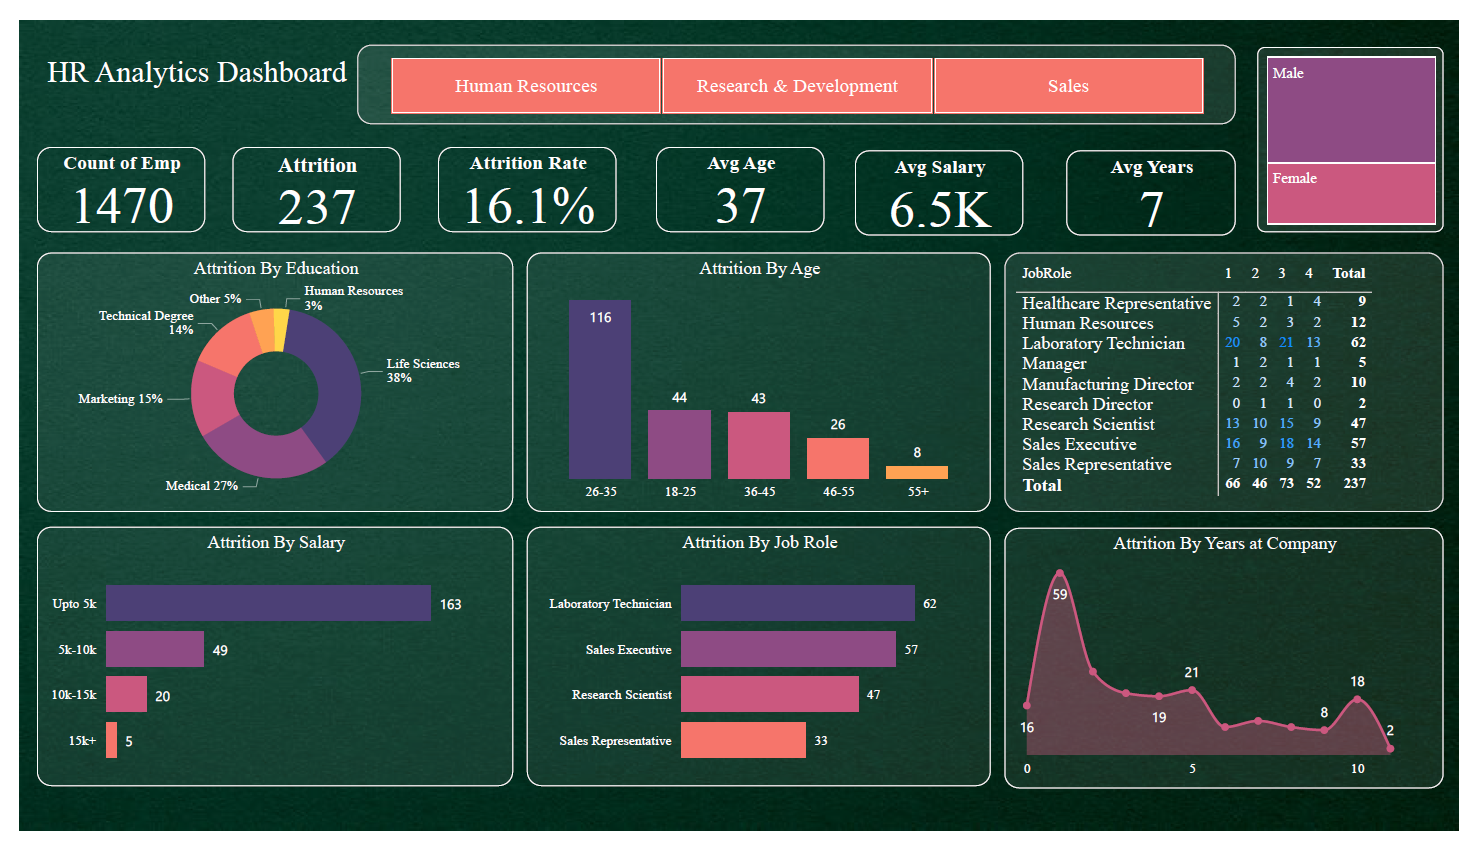 HR Analytics Dashboard
Human Resources
Research & Development
Sales
Male
Female
Count of Emp
1470
Attrition
237
Attrition Rate
16.1%
Avg Age
37
Avg Salary
6.5K
Avg Years
7
Attrition By Education
Other 5%
Human Resources
3%
Technical Degree
14%
Life Sciences
38%
Marketing 15%
Medical 27%
Attrition By Age
116
44
43
26
8
26-35
18-25
36-45
46-55
55+
JobRole 1 2 3 4 Total
Healthcare Representative 2 2 1 4 9
Human Resources 5 2 3 2 12
Laboratory Technician 20 8 21 13 62
Manager 1 2 1 1 5
Manufacturing Director 2 2 4 2 10
Research Director 0 1 1 0 2
Research Scientist 13 10 15 9 47
Sales Executive 16 9 18 14 57
Sales Representative 7 10 9 7 33
Total 66 46 73 52 237
Attrition By Salary
Upto 5k 163
5k-10k 49
10k-15k 20
15k+ 5
Attrition By Job Role
Laboratory Technician 62
Sales Executive 57
Research Scientist 47
Sales Representative 33
Attrition By Years at Company
59
21
18
16
19
8
2
0
5
10